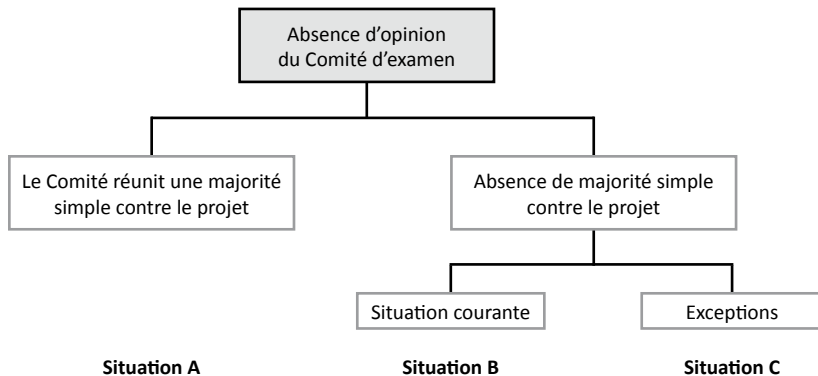 Absence d’opinion
du Comité d’examen
Le Comité réunit une majorité
simple contre le projet
Absence de majorité simple
contre le projet
Situation courante
Exceptions
Situation A
Situation B
Situation C